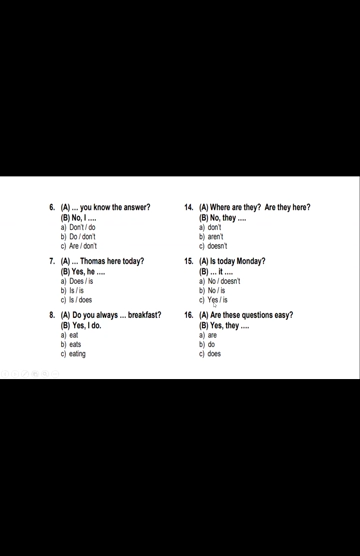 6. (A) ... you know the answer?
(B) No, I ....
a) Don't / do
b) Do / don't
c) Are / don't
7. (A) ... Thomas here today?
(B) Yes, he ....
a) Does / is
b) Is / is
c) Is / does
8. (A) Do you always ... breakfast?
(B) Yes, I do.
a) eat
b) eats
c) eating
14. (A) Where are they? Are they here?
(B) No, they ....
a) don't
b) aren't
c) doesn't
15. (A) Is today Monday?
(B) ... it ....
a) No / doesn't
b) No / is
c) Yes / is
16. (A) Are these questions easy?
(B) Yes, they ....
a) are
b) do
c) does